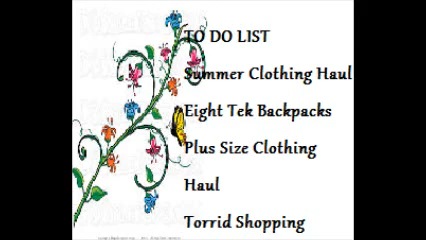 TO DO LIST
Summer Clothing Haul
Eight Tek Backpacks
Plus Size Clothing
Haul
Torrid Shopping